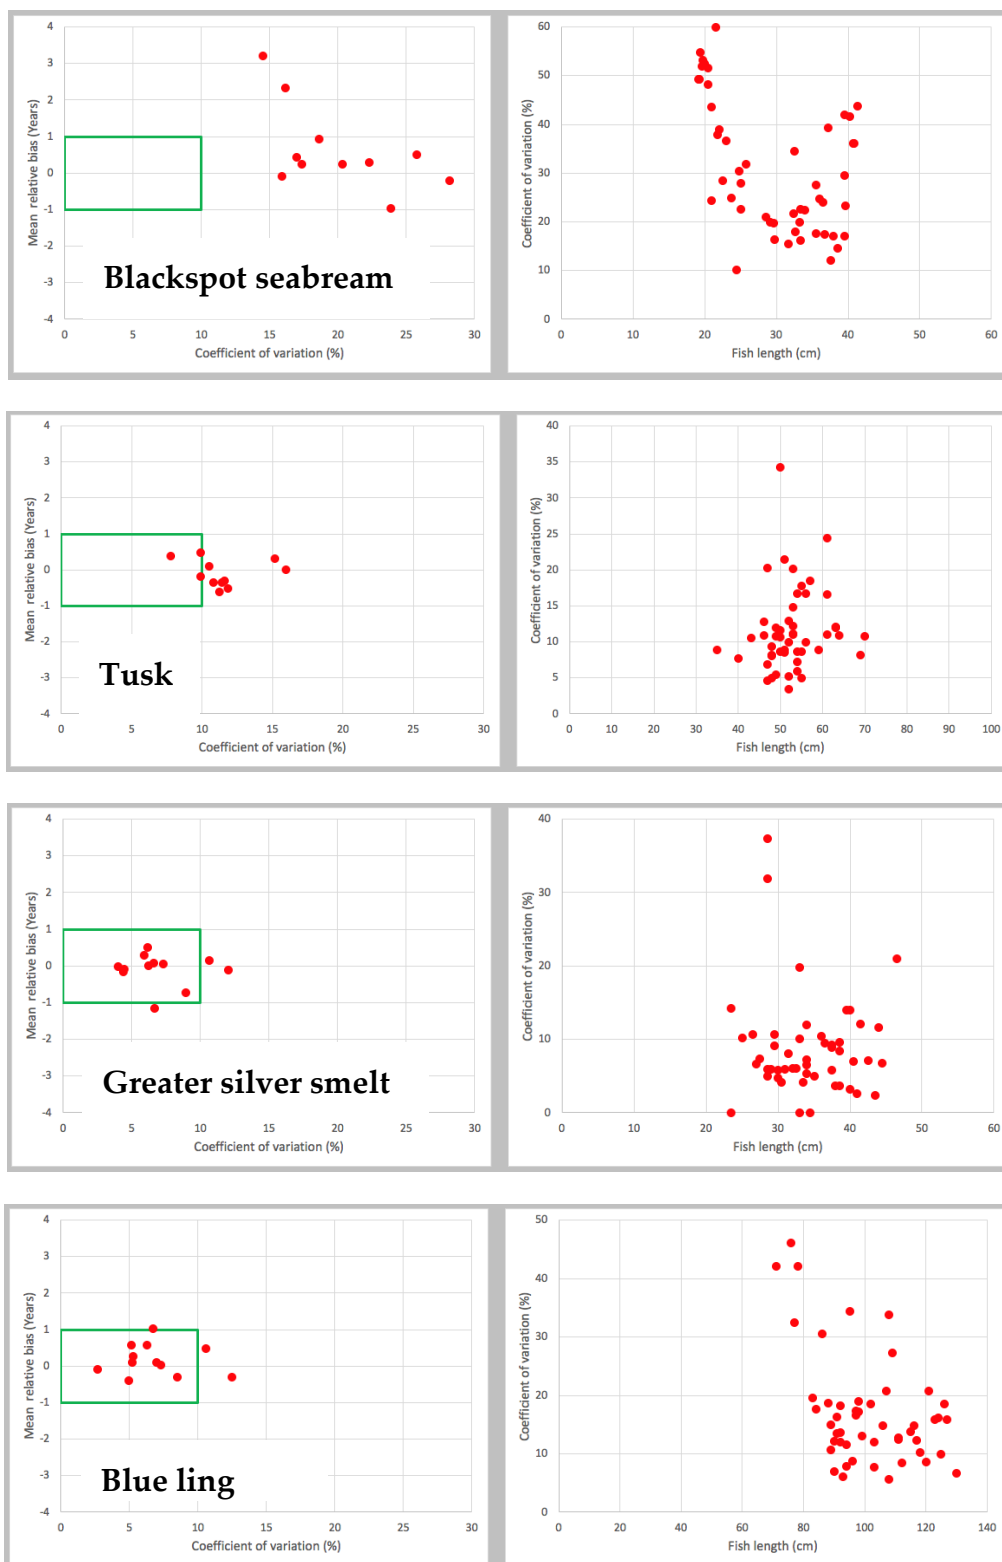 4
3
2
1
0
-1
-2
-3
-4
Mean relative bias (Years)
Blackspot seabream
0 5 10 15 20 25 30
Coefficient of variation (%)
60
50
40
30
20
10
0
Coefficient of variation (%)
0 10 20 30 40 50 60
Fish length (cm)
4
3
2
1
0
-1
-2
-3
-4
Mean relative bias (Years)
Tusk
0 5 10 15 20 25 30
Coefficient of variation (%)
40
35
30
25
20
15
10
5
0
Coefficient of variation (%)
0 10 20 30 40 50 60 70 80 90 100
Fish length (cm)
4
3
2
1
0
-1
-2
-3
-4
Mean relative bias (Years)
Greater silver smelt
0 5 10 15 20 25 30
Coefficient of variation (%)
40
30
20
10
0
Coefficient of variation (%)
0 10 20 30 40 50 60
Fish length (cm)
4
3
2
1
0
-1
-2
-3
-4
Mean relative bias (Years)
Blue ling
0 5 10 15 20 25 30
Coefficient of variation (%)
50
40
30
20
10
0
Coefficient of variation (%)
0 20 40 60 80 100 120 140
Fish length (cm)